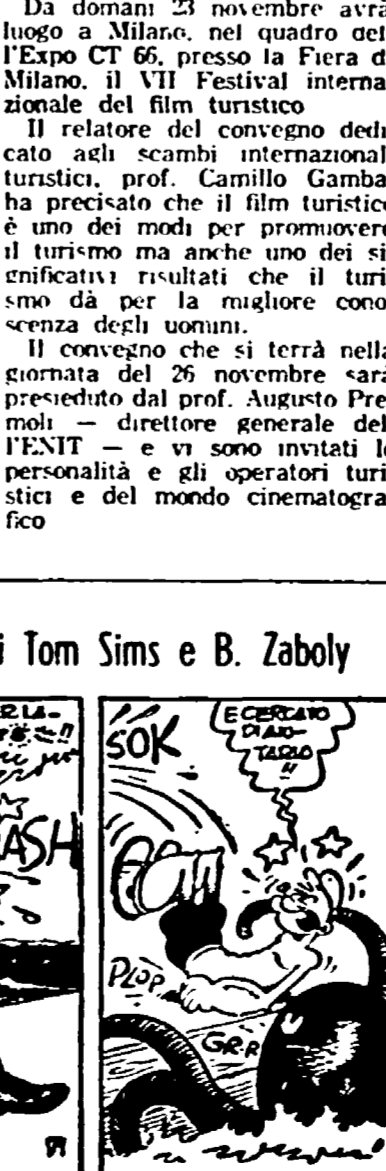 Da domani 23 novembre avrà
luogo a Milano, nel quadro del
l'Expo CT 66, presso la Fiera d
Milano, il VII Festival interna
zionale del film turistico
Il relatore del convegno dedi
cato agli scambi internazional
turistici, prof. Camillo Gamba
ha precisato che il film turistic
è uno dei modi per promuovere
il turismo ma anche uno dei si
gnificativi risultati che il turi
smo dà per la migliore cono
scenza degli uomini.
Il convegno che si terrà nella
giornata del 26 novembre sarà
presieduto dal prof. Augusto Pre
moli — direttore generale del
l'ENIT — e vi sono invitati le
personalità e gli operatori turi
stici e del mondo cinematogra
fico
i Tom Sims e B. Zaboly
ASH
SOK
E CERCAVO
DI AIU-
TARLO
!!
PLOP
GRR